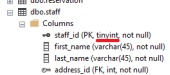 dbo.reservation
dbo.staff
Columns
staff_id (PK, tinyint, not null)
first_name (varchar(45), not null)
last_name (varchar(45), not null)
address_id (FK, int, not null)